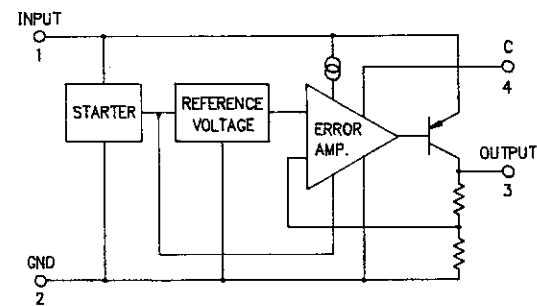 INPUT
1
C
4
STARTER
REFERENCE
VOLTAGE
ERROR
AMP.
OUTPUT
3
GND
2